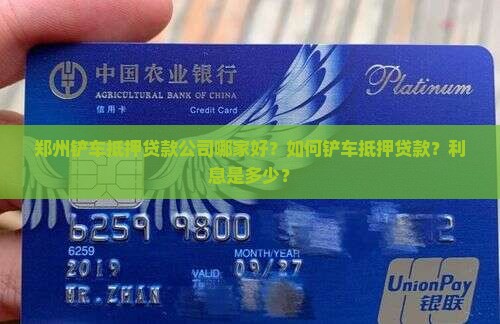 中国农业银行
AGRICULTURAL BANK OF CHINA
信用卡
Credit Card
Platinum
郑州铲车抵押贷款公司哪家好？如何铲车抵押贷款？利
息是多少？
6259
MONTH/YEAR
2019
VALID
09/27
MR.ZHAN
UnionPay
银联